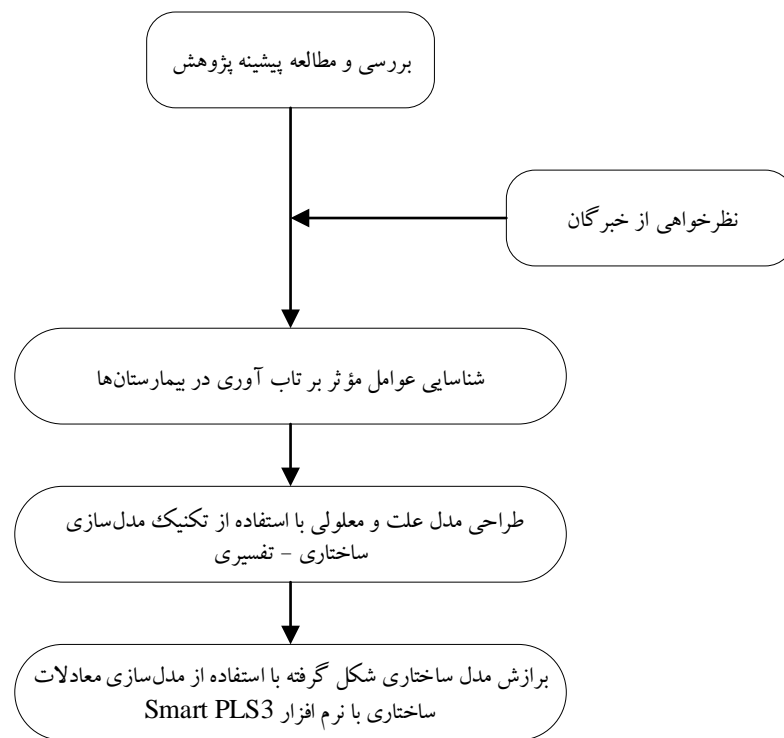 بررسی و مطالعه پیشینه پژوهش
نظرخواهی از خبرگان
شناسایی عوامل مؤثر بر تاب آوری در بیمارستان‌ها
طراحی مدل علت و معلولی با استفاده از تکنیک مدل‌سازی
ساختاری - تفسیری
برازش مدل ساختاری شکل گرفته با استفاده از مدل‌سازی معادلات
ساختاری با نرم افزار Smart PLS3